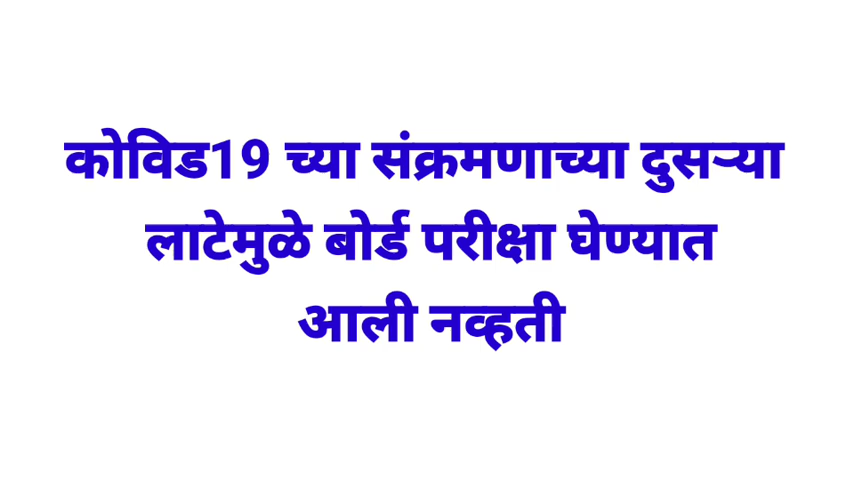 कोविड19 च्या संक्रमणाच्या दुसऱ्या
लाटेमुळे बोर्ड परीक्षा घेण्यात
आली नव्हती